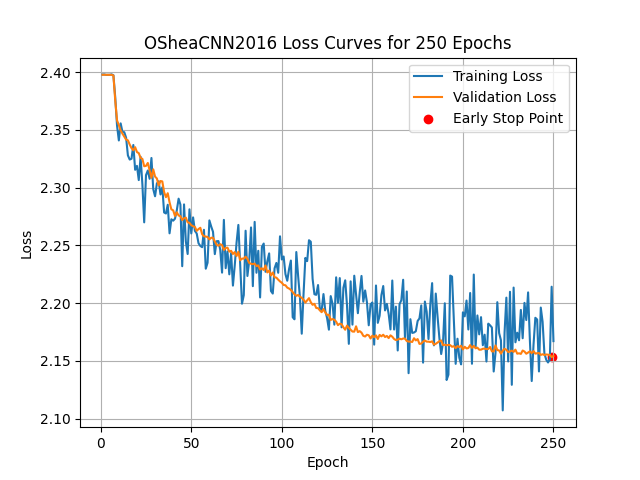 OSheaCNN2016 Loss Curves for 250 Epochs
Training Loss
Validation Loss
Early Stop Point
2.40
2.35
2.30
2.25
2.20
2.15
2.10
Loss
0 50 100 150 200 250
Epoch